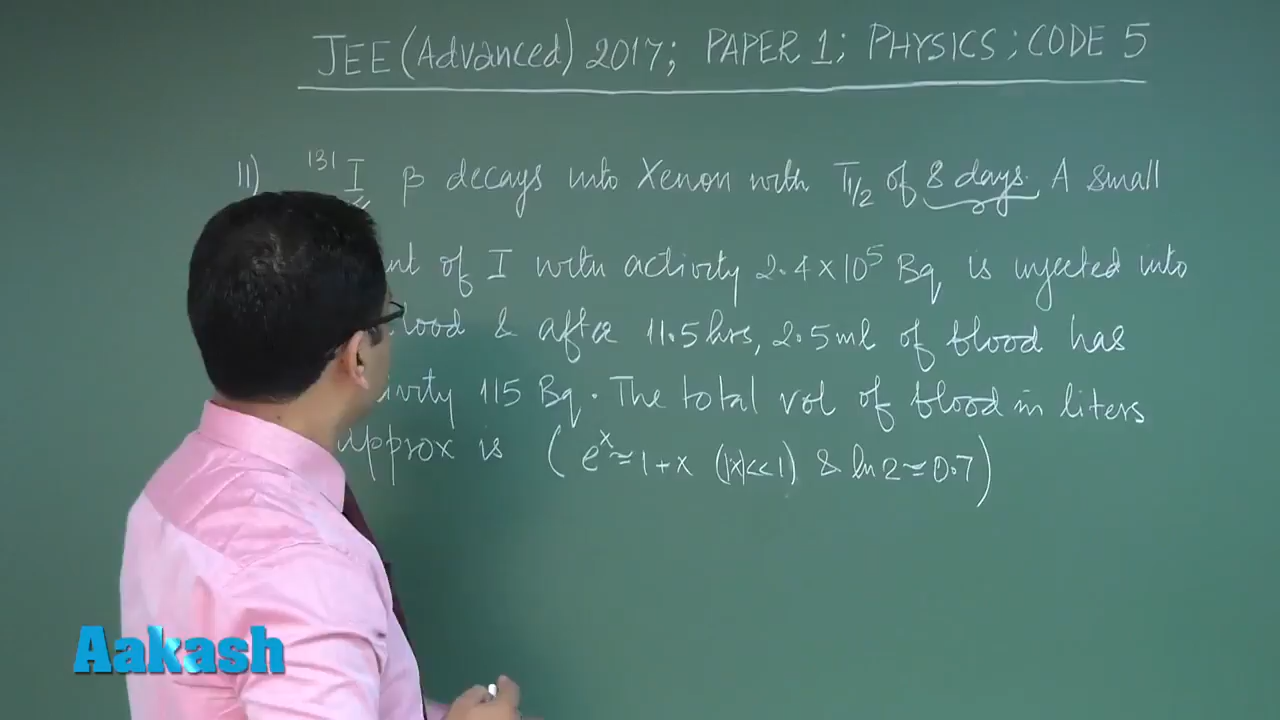 JEE (Advanced) 2017; PAPER 1; PHYSICS; CODE 5
11) 131 I β decays into Xenon with T1/2 of 8 days. A small
of I with activity 2.4×10⁵ Bq is injected into
& after 11.5 hrs, 2.5 ml of blood has
115 Bq. The total vol of blood in liters
approx is (eˣ ≈ 1+x (|x|<<1) & ln 2 ≈ 0.7)
Aakash